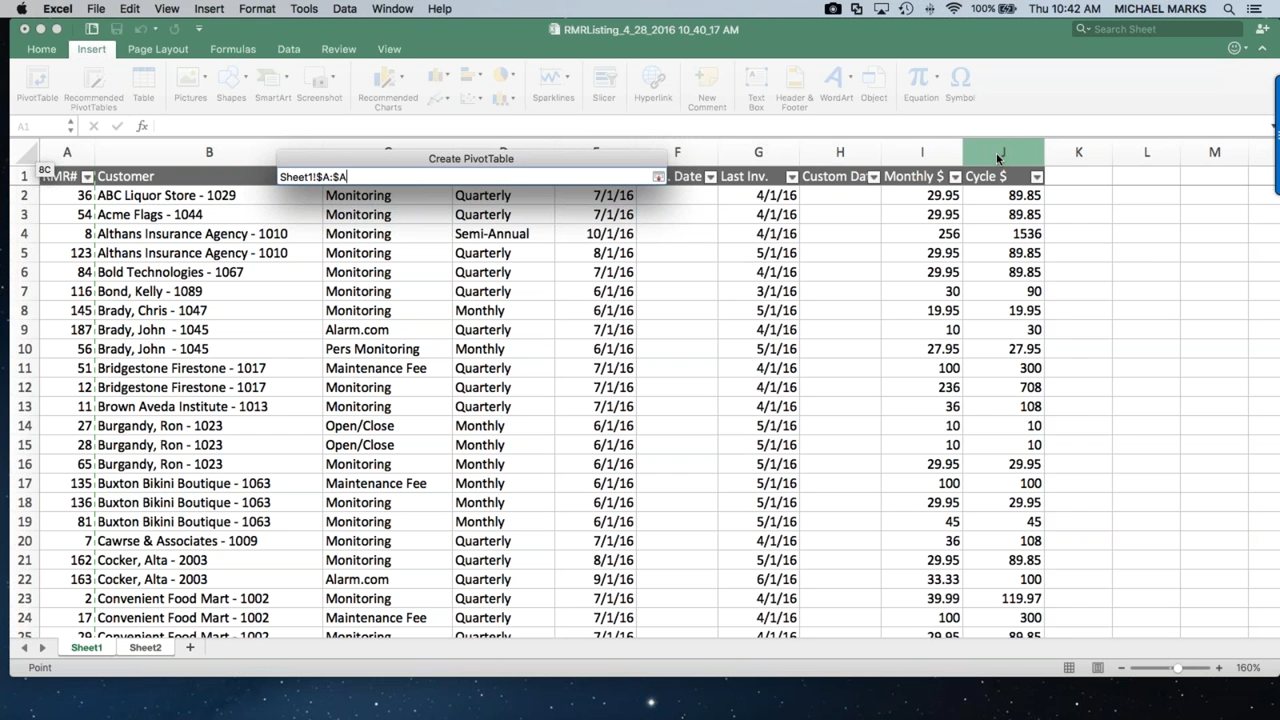 Excel File Edit View Insert Format Tools Data Window Help 100% Thu 10:42 AM MICHAEL MARKS
RMRListing_4_28_2016 10_40_17 AM Search Sheet
Home Insert Page Layout Formulas Data Review View
PivotTable Recommended PivotTables Table Pictures Shapes SmartArt Screenshot Recommended Charts Sparklines Slicer Hyperlink New Comment Text Box Header & Footer WordArt Object Equation Symbol
A1 fx
A B F G H I J K L M
Create PivotTable
8C
Sheet1!$A:$A
1 RMR# Customer Date Last Inv. Custom Da Monthly $ Cycle $
2 36 ABC Liquor Store - 1029 Monitoring Quarterly 7/1/16 4/1/16 29.95 89.85
3 54 Acme Flags - 1044 Monitoring Quarterly 7/1/16 4/1/16 29.95 89.85
4 8 Althans Insurance Agency - 1010 Monitoring Semi-Annual 10/1/16 4/1/16 256 1536
5 123 Althans Insurance Agency - 1010 Monitoring Quarterly 8/1/16 5/1/16 29.95 89.85
6 84 Bold Technologies - 1067 Monitoring Quarterly 7/1/16 4/1/16 29.95 89.85
7 116 Bond, Kelly - 1089 Monitoring Quarterly 6/1/16 3/1/16 30 90
8 145 Brady, Chris - 1047 Monitoring Monthly 6/1/16 5/1/16 19.95 19.95
9 187 Brady, John - 1045 Alarm.com Quarterly 7/1/16 4/1/16 10 30
10 56 Brady, John - 1045 Pers Monitoring Monthly 6/1/16 5/1/16 27.95 27.95
11 51 Bridgestone Firestone - 1017 Maintenance Fee Quarterly 7/1/16 4/1/16 100 300
12 12 Bridgestone Firestone - 1017 Monitoring Quarterly 7/1/16 4/1/16 236 708
13 11 Brown Aveda Institute - 1013 Monitoring Quarterly 7/1/16 4/1/16 36 108
14 27 Burgandy, Ron - 1023 Open/Close Monthly 6/1/16 5/1/16 10 10
15 28 Burgandy, Ron - 1023 Open/Close Monthly 6/1/16 5/1/16 10 10
16 65 Burgandy, Ron - 1023 Monitoring Monthly 6/1/16 5/1/16 29.95 29.95
17 135 Buxton Bikini Boutique - 1063 Maintenance Fee Monthly 6/1/16 5/1/16 100 100
18 136 Buxton Bikini Boutique - 1063 Monitoring Monthly 6/1/16 5/1/16 29.95 29.95
19 81 Buxton Bikini Boutique - 1063 Monitoring Monthly 6/1/16 5/1/16 45 45
20 7 Cawrse & Associates - 1009 Monitoring Quarterly 7/1/16 4/1/16 36 108
21 162 Cocker, Alta - 2003 Monitoring Quarterly 8/1/16 5/1/16 29.95 89.85
22 163 Cocker, Alta - 2003 Alarm.com Quarterly 9/1/16 6/1/16 33.33 100
23 2 Convenient Food Mart - 1002 Monitoring Quarterly 7/1/16 4/1/16 39.99 119.97
24 17 Convenient Food Mart - 1002 Maintenance Fee Quarterly 7/1/16 4/1/16 100 300
25 29 Convenient Food Mart - 1002 Monitoring Quarterly 7/1/16 4/1/16 29.95 89.85
Sheet1 Sheet2
Point 160%